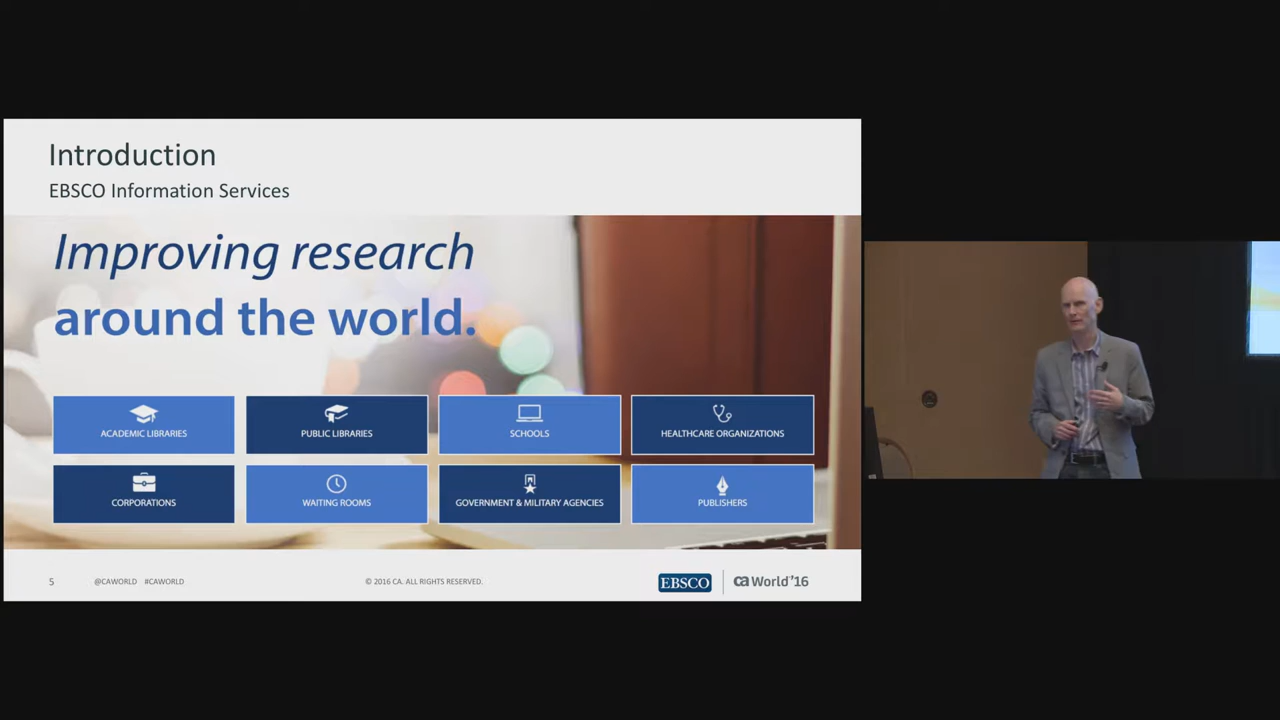 Introduction
EBSCO Information Services
Improving research
around the world.
ACADEMIC LIBRARIES
PUBLIC LIBRARIES
SCHOOLS
HEALTHCARE ORGANIZATIONS
CORPORATIONS
WAITING ROOMS
GOVERNMENT & MILITARY AGENCIES
PUBLISHERS
5 @CAWORLD #CAWORLD © 2016 CA. ALL RIGHTS RESERVED. EBSCO ca World'16